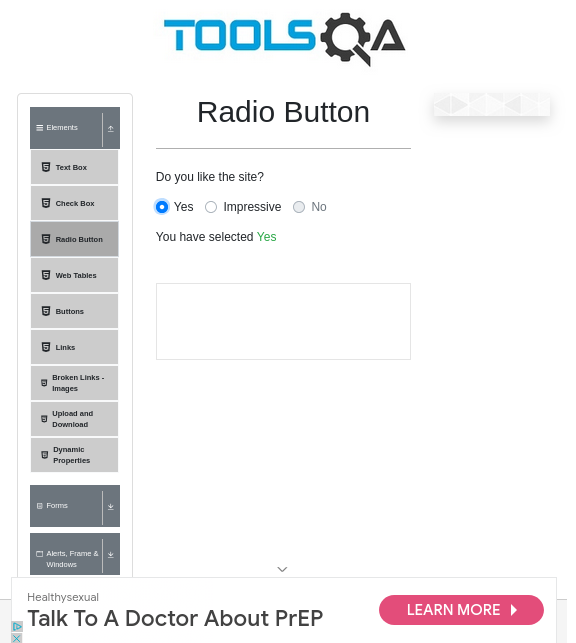 TOOLSQA
Elements
Text Box
Check Box
Radio Button
Web Tables
Buttons
Links
Broken Links -
Images
Upload and
Download
Dynamic
Properties
Forms
Alerts, Frame &
Windows
Radio Button
Do you like the site?
Yes
Impressive
No
You have selected Yes
Healthysexual
Talk To A Doctor About PrEP
LEARN MORE